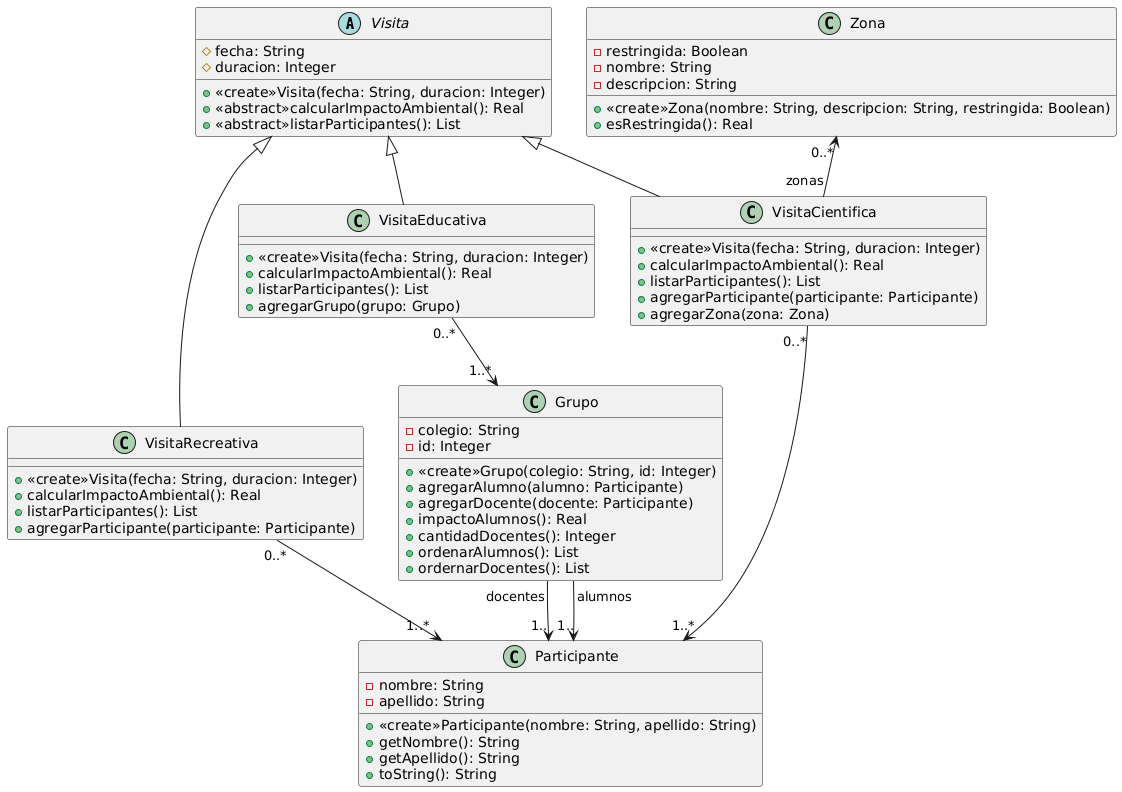 Visita
fecha: String
duracion: Integer
«create»Visita(fecha: String, duracion: Integer)
«abstract»calcularImpactoAmbiental(): Real
«abstract»listarParticipantes(): List
Zona
restringida: Boolean
nombre: String
descripcion: String
«create»Zona(nombre: String, descripcion: String, restringida: Boolean)
esRestringida(): Real
0..*
zonas
VisitaEducativa
«create»Visita(fecha: String, duracion: Integer)
calcularImpactoAmbiental(): Real
listarParticipantes(): List
agregarGrupo(grupo: Grupo)
VisitaCientifica
«create»Visita(fecha: String, duracion: Integer)
calcularImpactoAmbiental(): Real
listarParticipantes(): List
agregarParticipante(participante: Participante)
agregarZona(zona: Zona)
0..*
0..*
1..*
VisitaRecreativa
«create»Visita(fecha: String, duracion: Integer)
calcularImpactoAmbiental(): Real
listarParticipantes(): List
agregarParticipante(participante: Participante)
Grupo
colegio: String
id: Integer
«create»Grupo(colegio: String, id: Integer)
agregarAlumno(alumno: Participante)
agregarDocente(docente: Participante)
impactoAlumnos(): Real
cantidadDocentes(): Integer
ordenarAlumnos(): List
ordernarDocentes(): List
0..*
docentes
alumnos
1..*
1..
1..
1..*
Participante
nombre: String
apellido: String
«create»Participante(nombre: String, apellido: String)
getNombre(): String
getApellido(): String
toString(): String